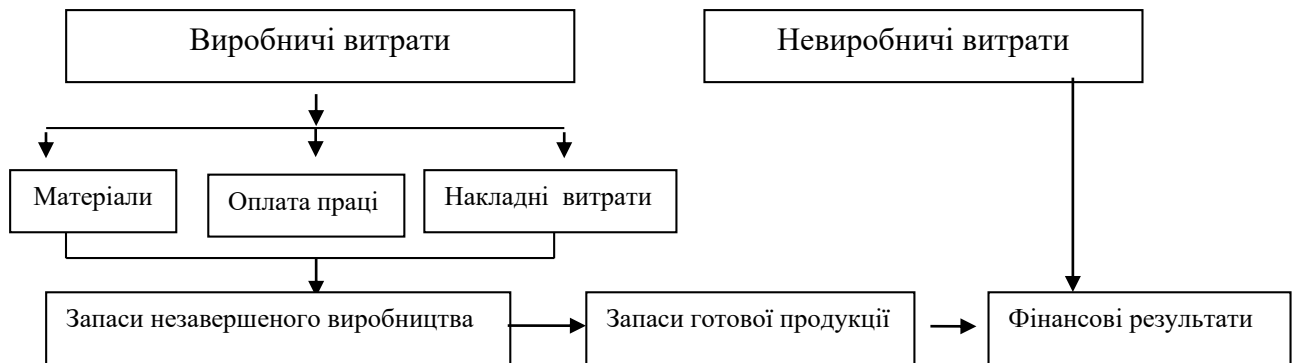 Виробничі витрати
Невиробничі витрати
Матеріали
Оплата праці
Накладні витрати
Запаси незавершеного виробництва
Запаси готової продукції
Фінансові результати